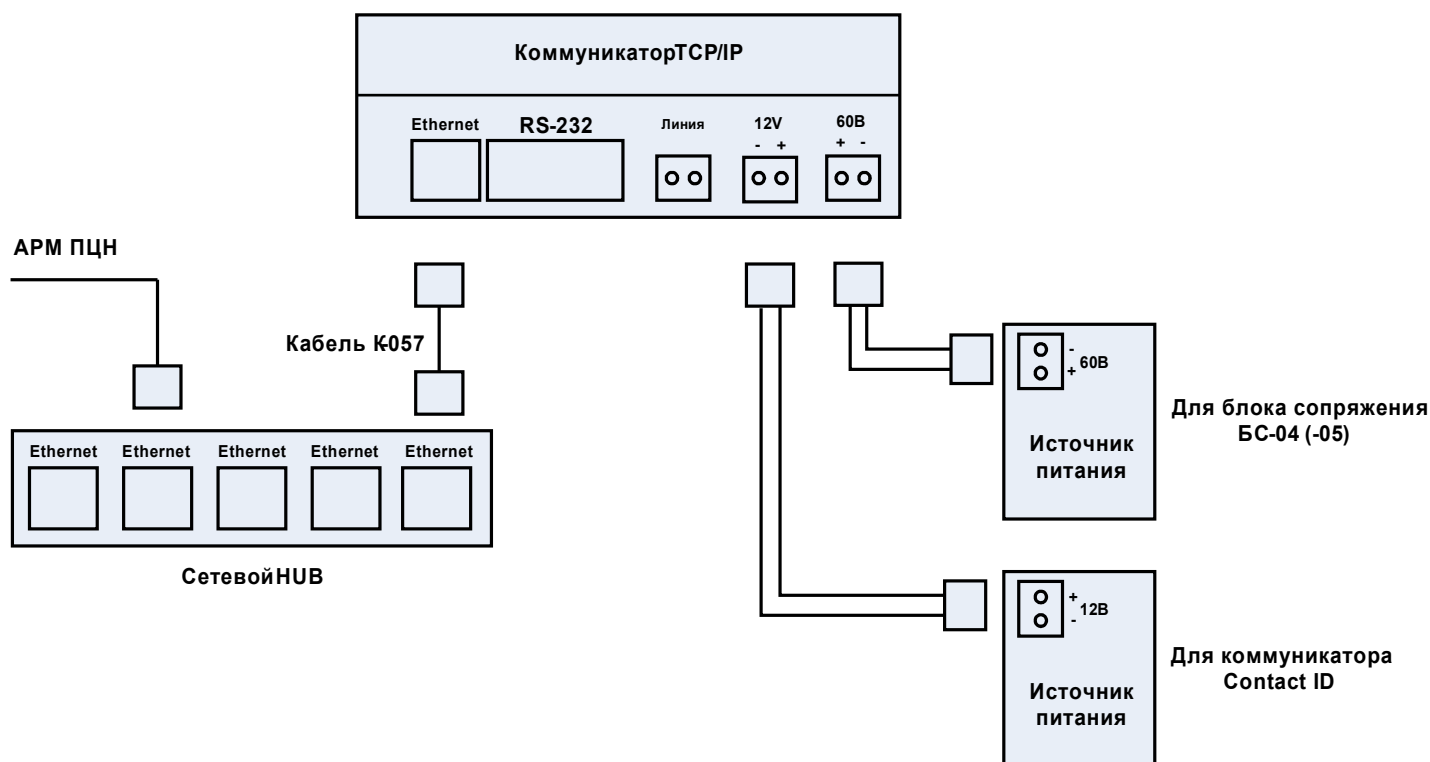 КоммуникаторTCP/IP
Ethernet RS-232 Линия 12V 60В
- + + -
АРМ ПЦН
Кабель К-057
Ethernet Ethernet Ethernet Ethernet Ethernet
СетевойHUB
-
+ 60В
Источник
питания
Для блока сопряжения
БС-04 (-05)
+
- 12В
Источник
питания
Для коммуникатора
Contact ID